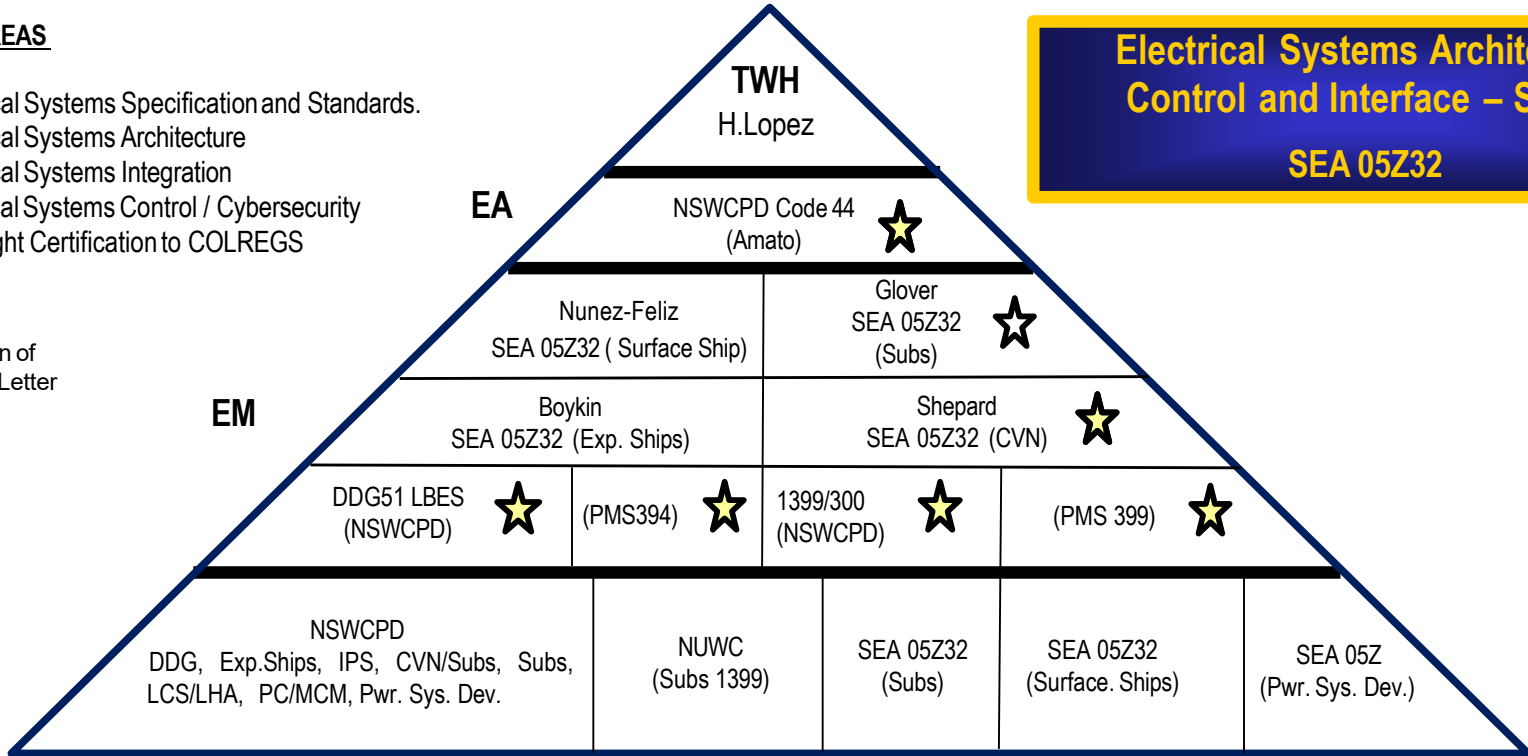 EAS
al Systems Specification and Standards.
al Systems Architecture
al Systems Integration
al Systems Control / Cybersecurity
ght Certification to COLREGS
n of
Letter
Electrical Systems Archite
Control and Interface – S
SEA 05Z32
TWH
H.Lopez
EA
NSWCPD Code 44
(Amato)
Nunez-Feliz
SEA 05Z32 ( Surface Ship)
Glover
SEA 05Z32
(Subs)
EM
Boykin
SEA 05Z32 (Exp. Ships)
Shepard
SEA 05Z32 (CVN)
DDG51 LBES
(NSWCPD)
(PMS394)
1399/300
(NSWCPD)
(PMS 399)
NSWCPD
DDG, Exp.Ships, IPS, CVN/Subs, Subs,
LCS/LHA, PC/MCM, Pwr. Sys. Dev.
NUWC
(Subs 1399)
SEA 05Z32
(Subs)
SEA 05Z32
(Surface. Ships)
SEA 05Z
(Pwr. Sys. Dev.)